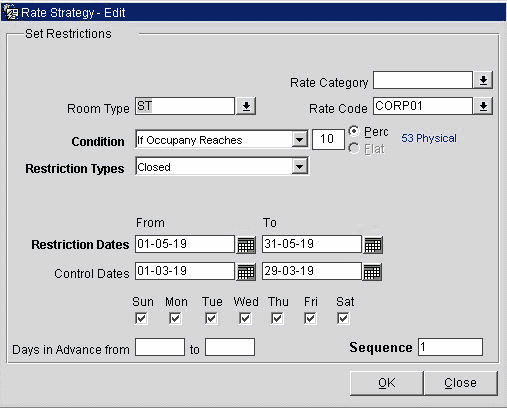 Rate Strategy - Edit
Set Restrictions
Rate Category
Room Type ST Rate Code CORP01
Condition If Occupany Reaches 10 Perc 53 Physical
Flat
Restriction Types Closed
From To
Restriction Dates 01-05-19 31-05-19
Control Dates 01-03-19 29-03-19
Sun Mon Tue Wed Thu Fri Sat
Days in Advance from to Sequence 1
OK Close